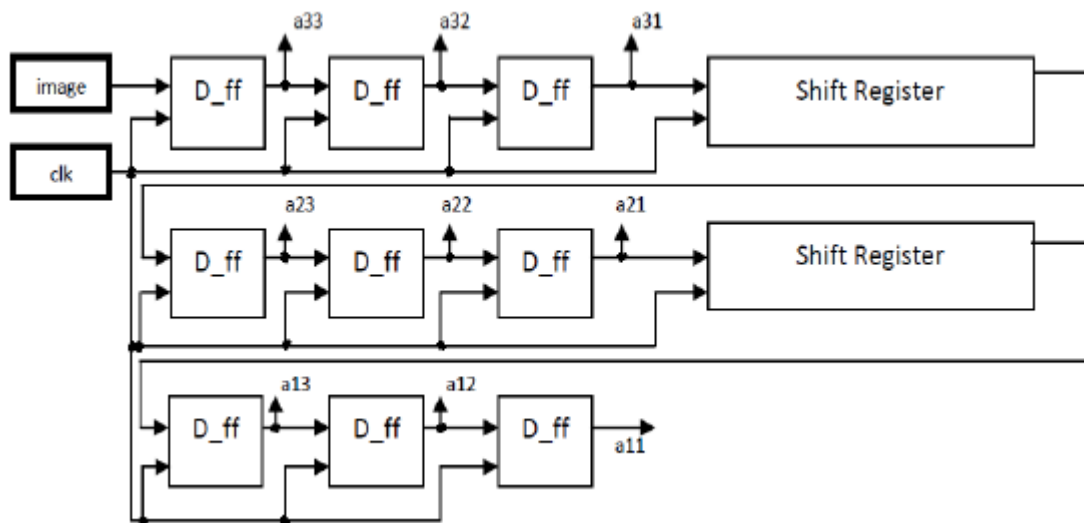 a33 a32 a31
image D_ff D_ff D_ff Shift Register
clk
a23 a22 a21
D_ff D_ff D_ff Shift Register
a13 a12
D_ff D_ff D_ff
a11